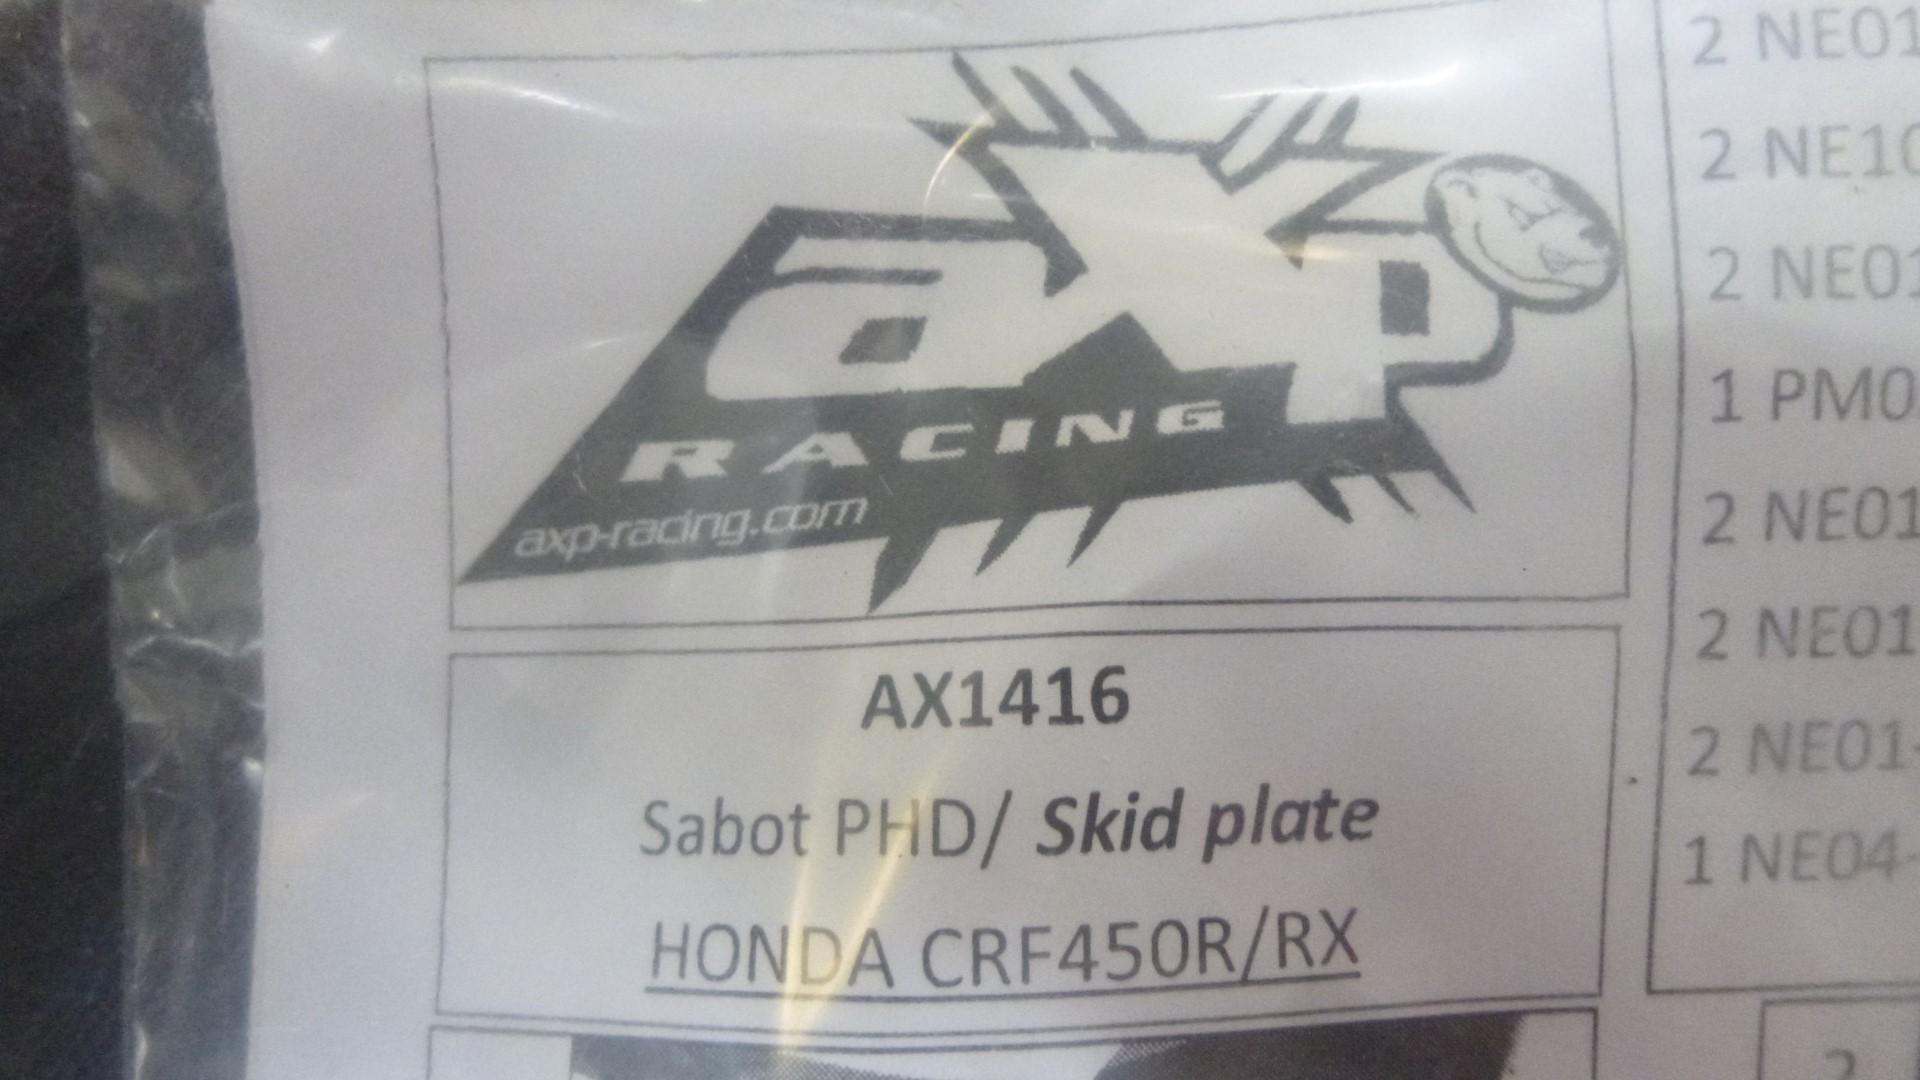 axp
RACING
axp-racing.com
AX1416
Sabot PHD/ Skid plate
HONDA CRF450R/RX
2 NE01
2 NE10
2 NE01
1 PM0
2 NE01
2 NE01
2 NE01-
1 NE04-
2